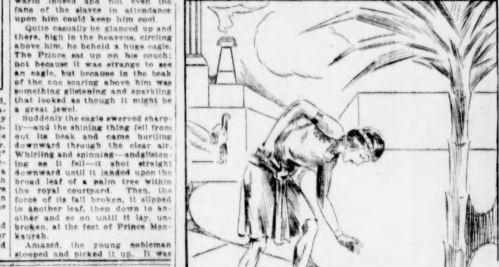 warm indeed and not even the
fans of the slaves in attendance
upon him could keep him cool.
Quite casually he glanced up and
there, high in the heavens, circling
above him, he beheld a huge eagle.
The Prince sat up on his couch;
not because it was strange to see
an eagle, but because in the beak
of the one soaring above him was
something glistening and sparkling
that looked as though it might be
a great jewel.
Suddenly the eagle swerved sharp-
ly—and the shining thing fell from
out its beak and came hurtling
downward through the clear air.
Whirling and spinning—andglisten-
ing as it fell—it shot straight
downward until it landed upon the
broad leaf of a palm tree within
the royal courtyard. Then, the
force of its fall broken, it slipped
to another leaf, then down to an-
other and so on until it lay, un-
broken, at the feet of Prince Men-
kaurah.
Amazed, the young nobleman
stooped and picked it up. It was